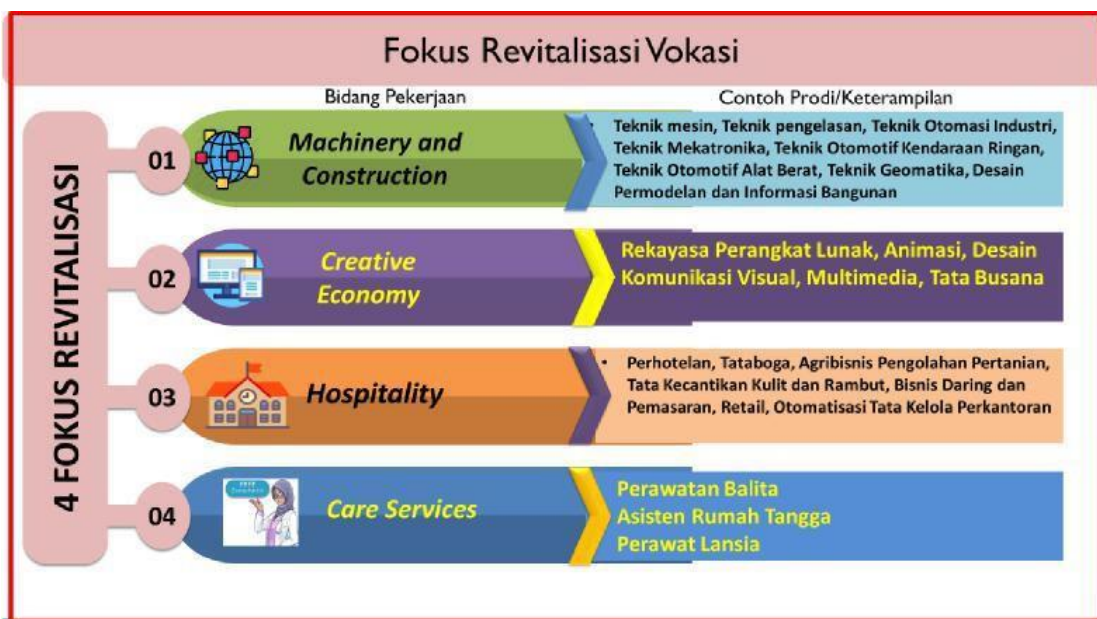 Fokus Revitalisasi Vokasi
Bidang Pekerjaan
Contoh Prodi/Keterampilan
4 FOKUS REVITALISASI
01
Machinery and
Construction
• Teknik mesin, Teknik pengelasan, Teknik Otomasi Industri,
Teknik Mekatronika, Teknik Otomotif Kendaraan Ringan,
Teknik Otomotif Alat Berat, Teknik Geomatika, Desain
Permodelan dan Informasi Bangunan
02
Creative
Economy
Rekayasa Perangkat Lunak, Animasi, Desain
Komunikasi Visual, Multimedia, Tata Busana
03
Hospitality
• Perhotelan, Tataboga, Agribisnis Pengolahan Pertanian,
Tata Kecantikan Kulit dan Rambut, Bisnis Daring dan
Pemasaran, Retail, Otomatisasi Tata Kelola Perkantoran
04
Care Services
Perawatan Balita
Asisten Rumah Tangga
Perawat Lansia